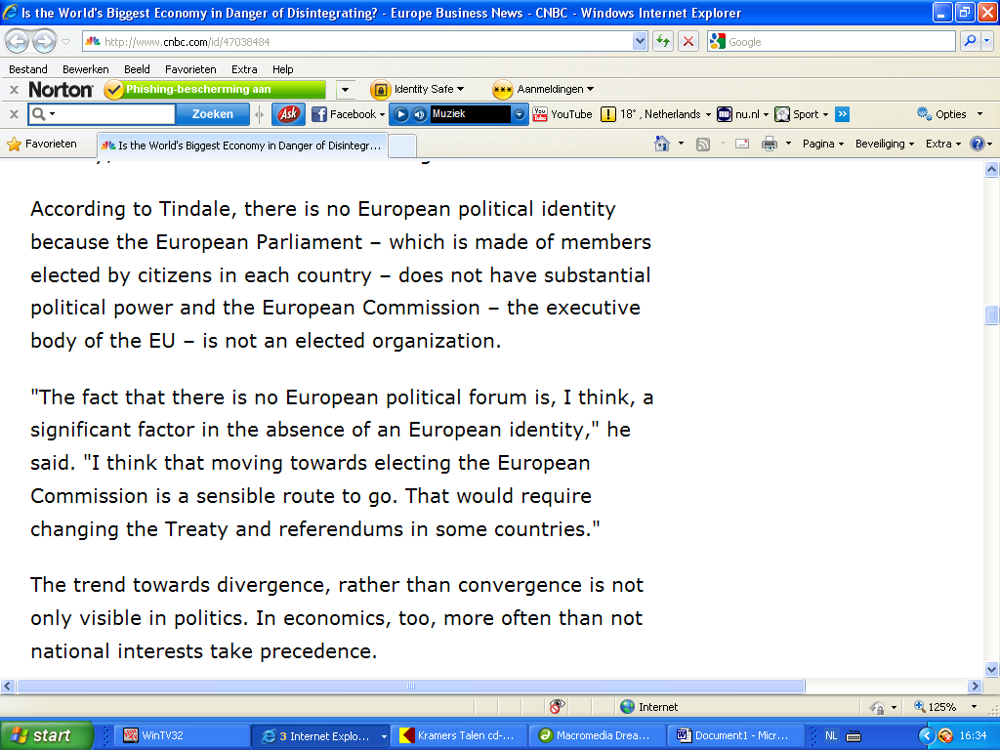 Is the World's Biggest Economy in Danger of Disintegrating? - Europe Business News - CNBC - Windows Internet Explorer
http://www.cnbc.com/id/47038484
Google
Bestand Bewerken Beeld Favorieten Extra Help
x Norton Phishing-bescherming aan Identity Safe Aanmeldingen
x Zoeken Ask Facebook Muziek You Tube YouTube 18° , Netherlands nu.nl Sport » Opties
Favorieten Is the World's Biggest Economy in Danger of Disintegr... Pagina Beveiliging Extra
According to Tindale, there is no European political identity
because the European Parliament – which is made of members
elected by citizens in each country – does not have substantial
political power and the European Commission – the executive
body of the EU – is not an elected organization.
"The fact that there is no European political forum is, I think, a
significant factor in the absence of an European identity," he
said. "I think that moving towards electing the European
Commission is a sensible route to go. That would require
changing the Treaty and referendums in some countries."
The trend towards divergence, rather than convergence is not
only visible in politics. In economics, too, more often than not
national interests take precedence.
Internet 125%
start WinTV32 3 Internet Explo... Kramers Talen cd-... Macromedia Drea... Document1 - Micr... NL 16:34